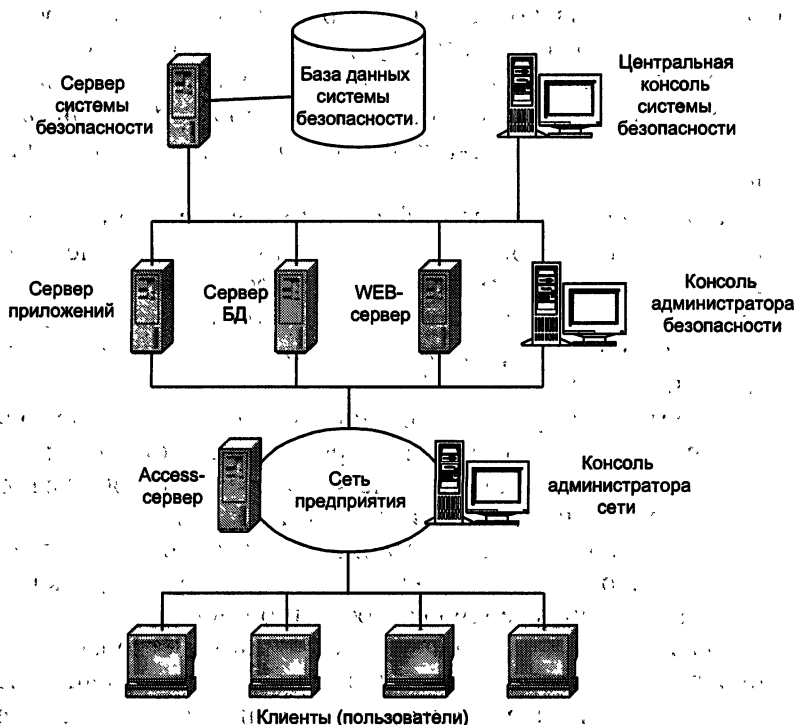 Сервер
системы
безопасности
База данных
системы
безопасности
Центральная
консоль
системы
безопасности
Сервер
приложений
Сервер
БД
WEB-
сервер
Консоль
администратора
безопасности
Access-
сервер
Сеть
предприятия
Консоль
администратора
сети
Клиенты (пользователи)